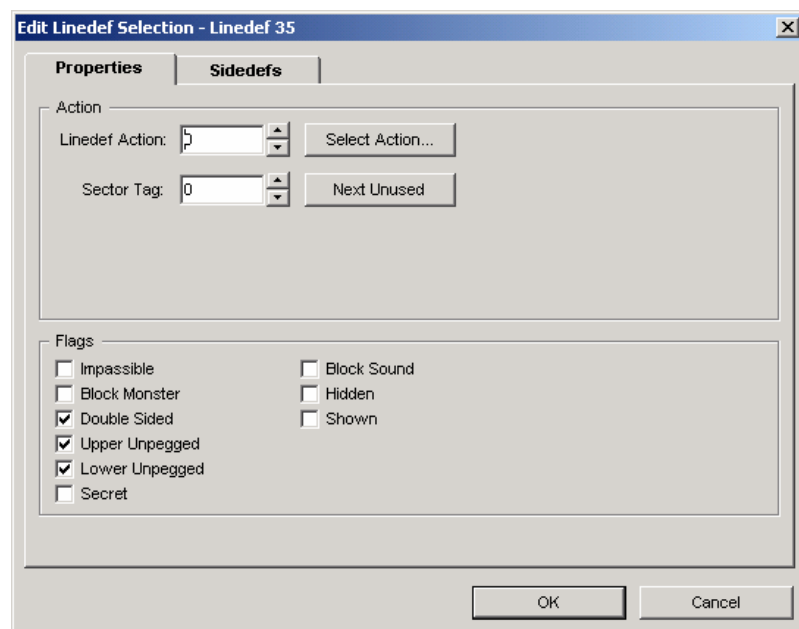 Edit Linedef Selection - Linedef 35
Properties
Sidedefs
Action
Linedef Action:
Select Action...
Sector Tag: 0
Next Unused
Flags
Impassible
Block Sound
Block Monster
Hidden
Double Sided
Shown
Upper Unpegged
Lower Unpegged
Secret
OK
Cancel